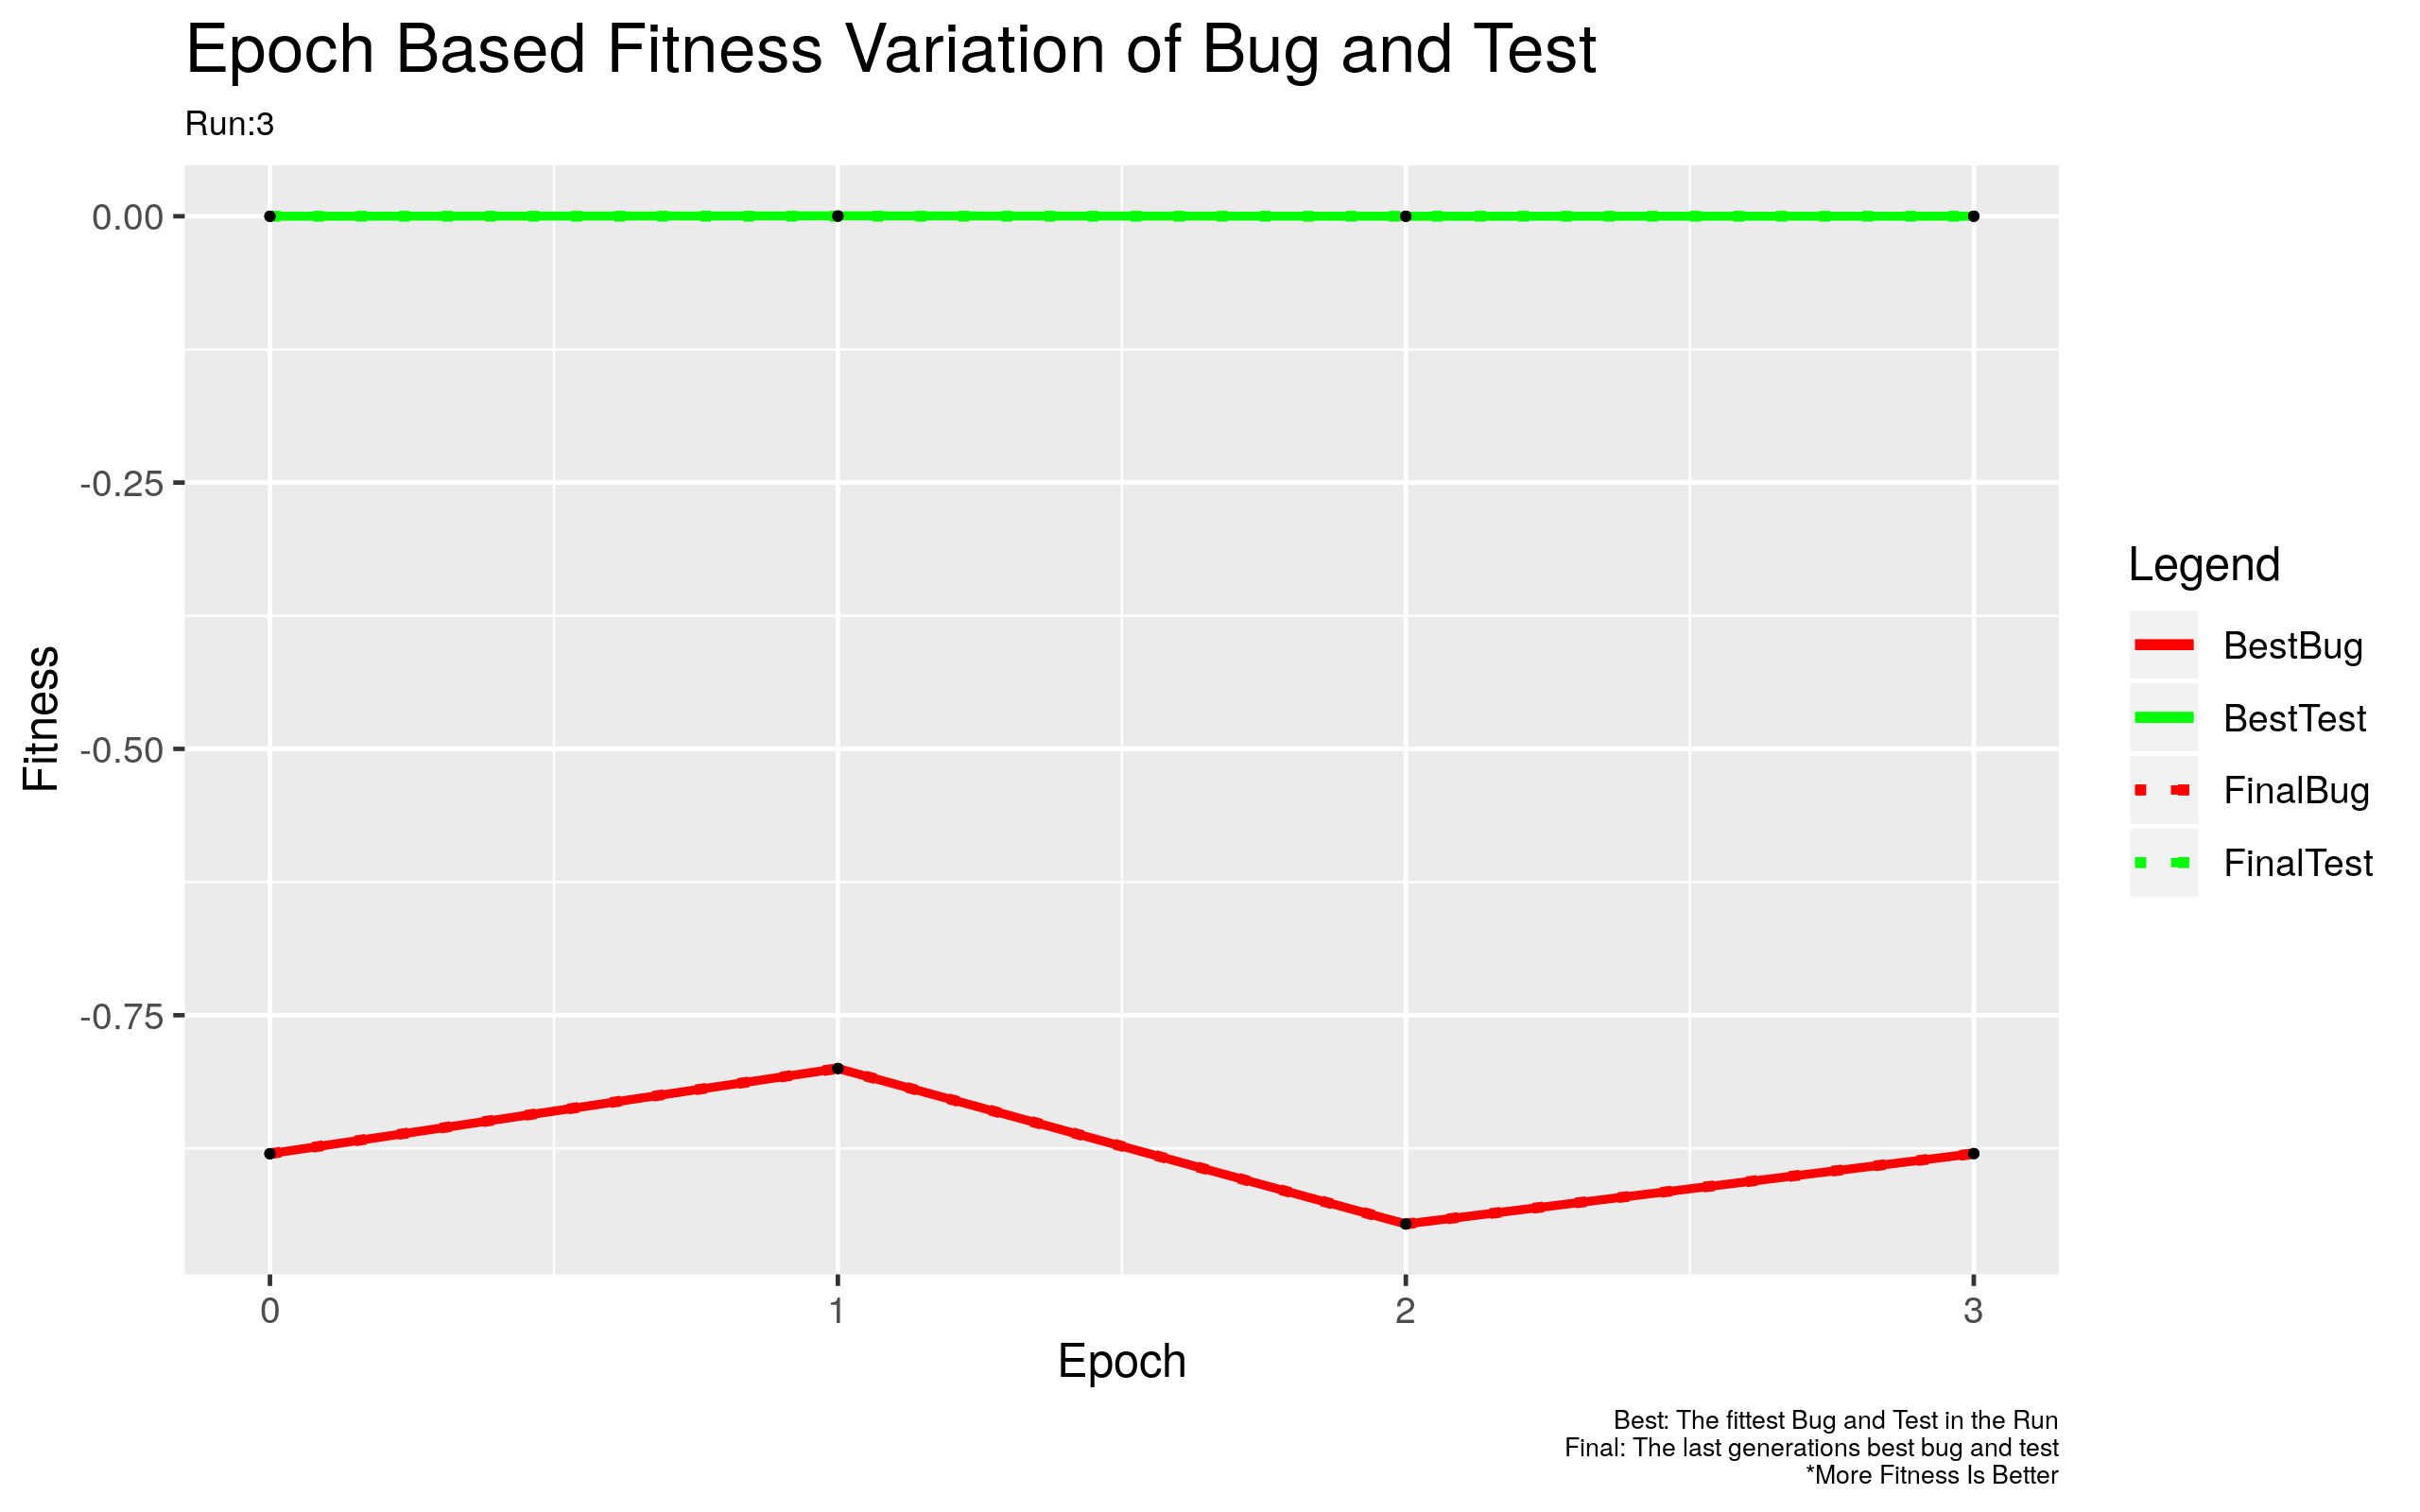 Epoch Based Fitness Variation of Bug and Test
Run:3
0.00
-0.25
-0.50
-0.75
Fitness
0
1
2
3
Epoch
Legend
BestBug
BestTest
FinalBug
FinalTest
Best: The fittest Bug and Test in the Run
Final: The last generations best bug and test
*More Fitness Is Better